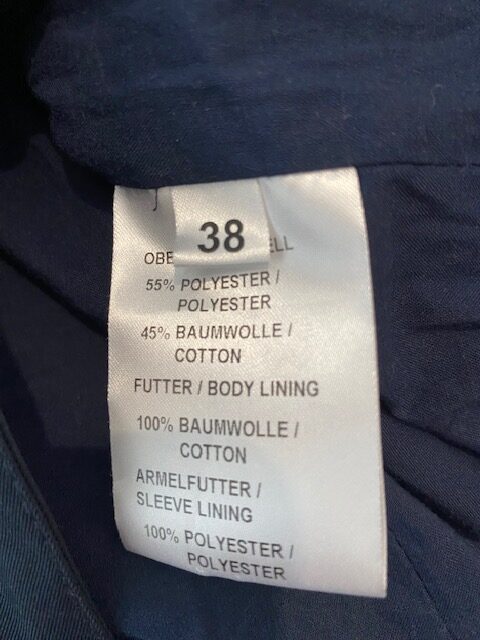 38
55% POLYESTER /
POLYESTER
45% BAUMWOLLE /
COTTON
FUTTER / BODY LINING
100% BAUMWOLLE /
COTTON
ARMELFUTTER /
SLEEVE LINING
100% POLYESTER /
POLYESTER